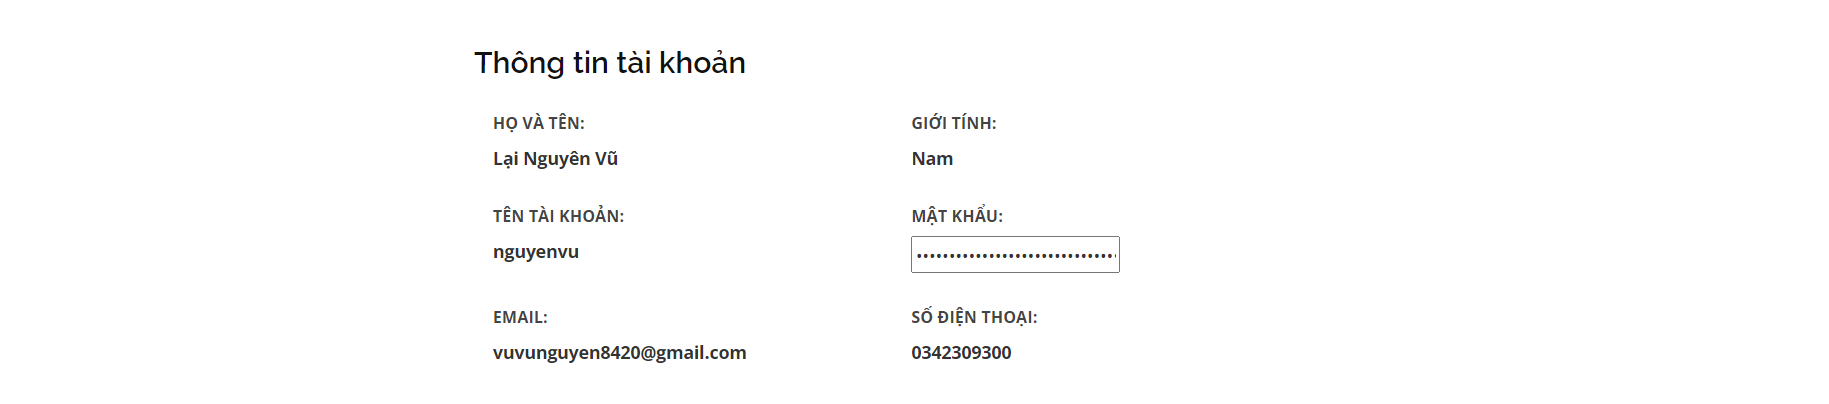 Thông tin tài khoản
HỌ VÀ TÊN:
GIỚI TÍNH:
Lại Nguyên Vũ
Nam
TÊN TÀI KHOẢN:
MẬT KHẨU:
nguyenvu
••••••••••••••••••••••••••••••
EMAIL:
SỐ ĐIỆN THOẠI:
vuvunguyen8420@gmail.com
0342309300